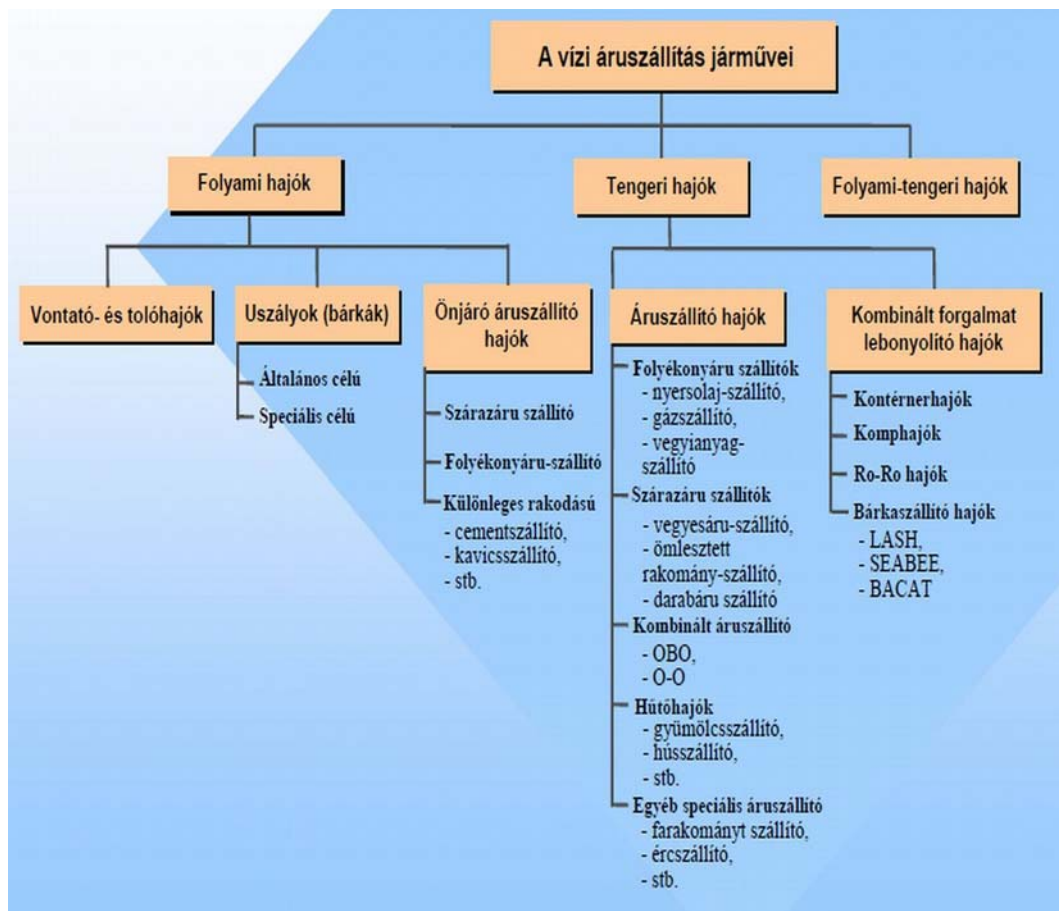 A vízi áruszállítás járművei
Folyami hajók
Tengeri hajók
Folyami-tengeri hajók
Vontató- és tolóhajók
Uszályok (bárkák)
Általános célú
Speciális célú
Önjáró áruszállító
hajók
Szárazáru szállító
Folyékonyáru-szállító
Különleges rakodású
- cementszállító,
- kavicsszállító,
- stb.
Áruszállító hajók
Folyékonyáru szállítók
- nyersolaj-szállító,
- gázszállító,
- vegyianyag-
szállító
Szárazáru szállítók
- vegyesáru-szállító,
- ömlesztett
rakomány-szállító,
- darabáru szállító
Kombinált áruszállító
- OBO,
- O-O
Hűtőhajók
- gyümölcsszállító,
- hússzállító,
- stb.
Egyéb speciális áruszállító
- farakományt szállító,
- ércszállító,
- stb.
Kombinált forgalmat
lebonyolító hajók
Kontérnerhajók
Komphajók
Ro-Ro hajók
Bárkaszállító hajók
- LASH,
- SEABEE,
- BACAT